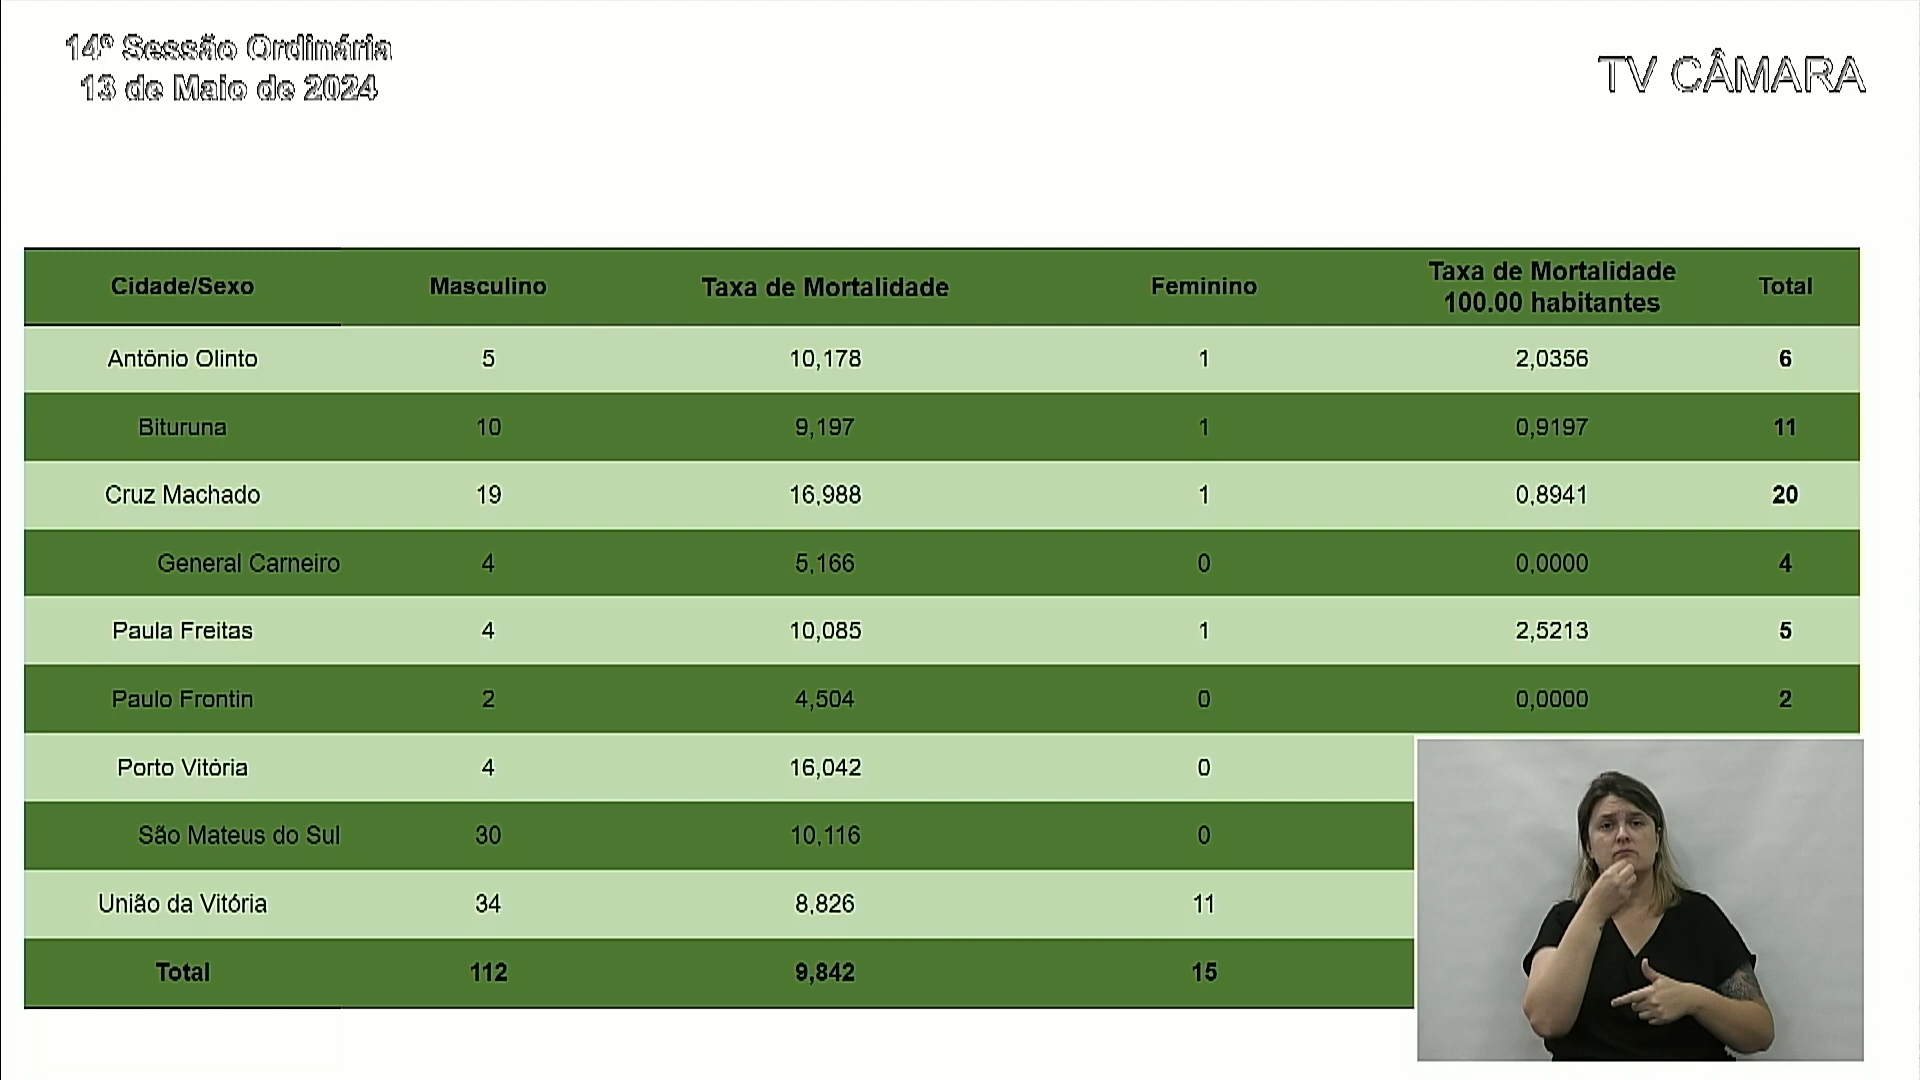 14º Sessão Ordinária
13 de Maio de 2024
TV CÂMARA
Cidade/Sexo Masculino Taxa de Mortalidade Feminino Taxa de Mortalidade 100.00 habitantes Total
Antônio Olinto 5 10,178 1 2,0356 6
Bituruna 10 9,197 1 0,9197 11
Cruz Machado 19 16,988 1 0,8941 20
General Carneiro 4 5,166 0 0,0000 4
Paula Freitas 4 10,085 1 2,5213 5
Paulo Frontin 2 4,504 0 0,0000 2
Porto Vitória 4 16,042 0
São Mateus do Sul 30 10,116 0
União da Vitória 34 8,826 11
Total 112 9,842 15